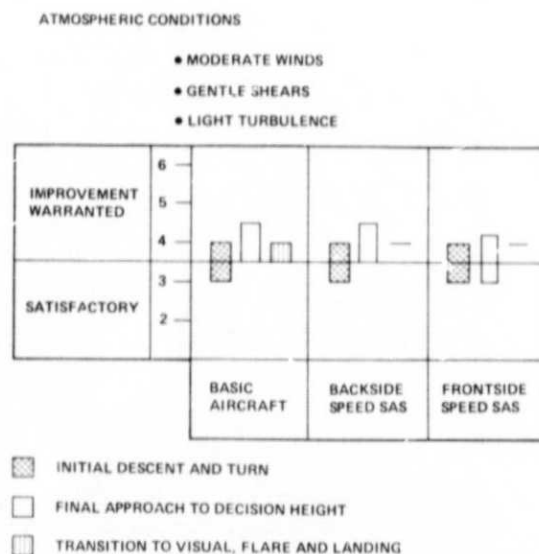 ATMOSPHERIC CONDITIONS
• MODERATE WINDS
• GENTLE SHEARS
• LIGHT TURBULENCE
6
IMPROVEMENT
WARRANTED
5
4
3
SATISFACTORY
2
BASIC
AIRCRAFT
BACKSIDE
SPEED SAS
FRONTSIDE
SPEED SAS
INITIAL DESCENT AND TURN
FINAL APPROACH TO DECISION HEIGHT
TRANSITION TO VISUAL, FLARE AND LANDING